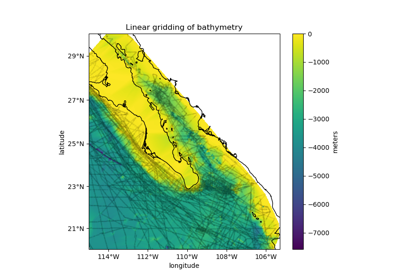 Linear gridding of bathymetry
29°N
27°N
25°N
23°N
21°N
latitude
114°W 112°W 110°W 108°W 106°W
longitude
0
−1000
−2000
−3000
−4000
−5000
−6000
−7000
meters